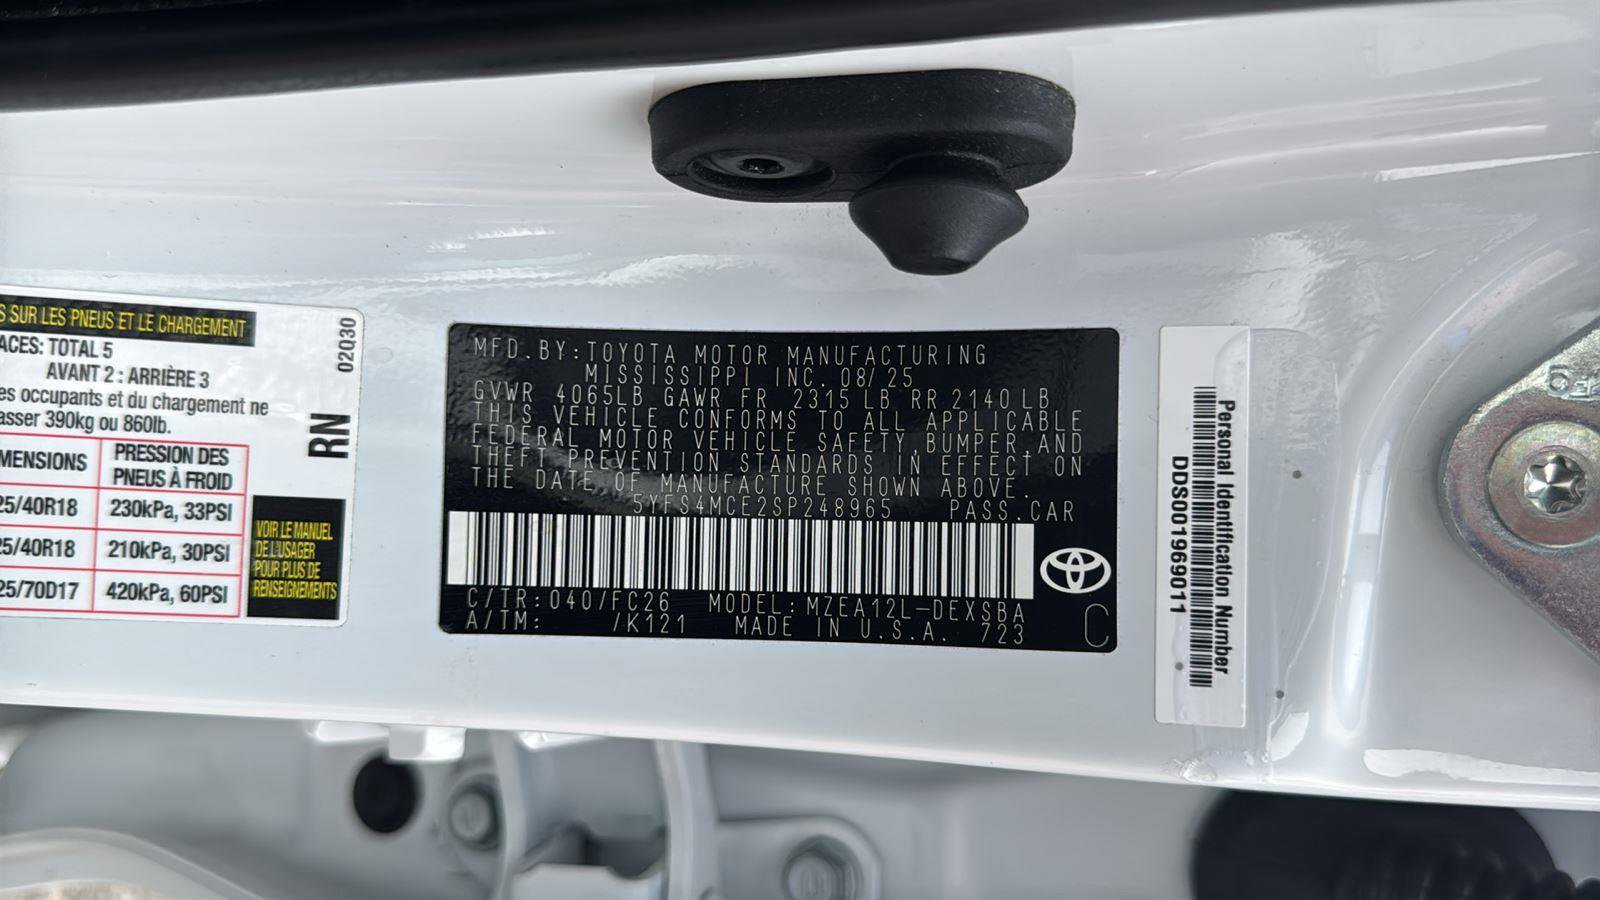 S SUR LES PNEUS ET LE CHARGEMENT
ACES: TOTAL 5
AVANT 2 : ARRIÈRE 3
es occupants et du chargement ne
asser 390kg ou 860lb.
MENSIONS PRESSION DES PNEUS À FROID
25/40R18 230kPa, 33PSI
25/40R18 210kPa, 30PSI
25/70D17 420kPa, 60PSI
02Q30
RN
VOIR LE MANUEL
DE L'USAGER
POUR PLUS DE
RENSEIGNEMENTS
MFD. BY: TOYOTA MOTOR MANUFACTURING
MISSISSIPPI INC. 08/25
GVWR 4065LB GAWR FR 2315 LB RR 2140 LB
THIS VEHICLE CONFORMS TO ALL APPLICABLE
FEDERAL MOTOR VEHICLE SAFETY, BUMPER, AND
THEFT PREVENTION STANDARDS IN EFFECT ON
THE DATE OF MANUFACTURE SHOWN ABOVE.
5YFS4MCE2SP248965 PASS. CAR
C/TR: 040/FC26 MODEL: MZEA12L-DEXSBA
A/TM: /K121 MADE IN U.S.A. 723
C
Personal Identification Number
DDS001969011